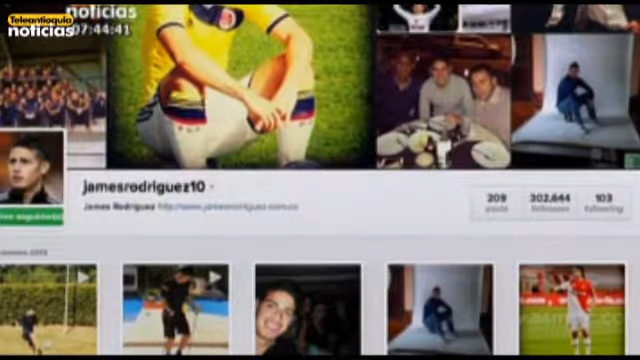 Teleantioquia
noticias
noticias
07:44:41
jamesrodriguez10
209 302,644 103
posts followers following
James Rodriguez http://www.jamesrodriguez.com.co